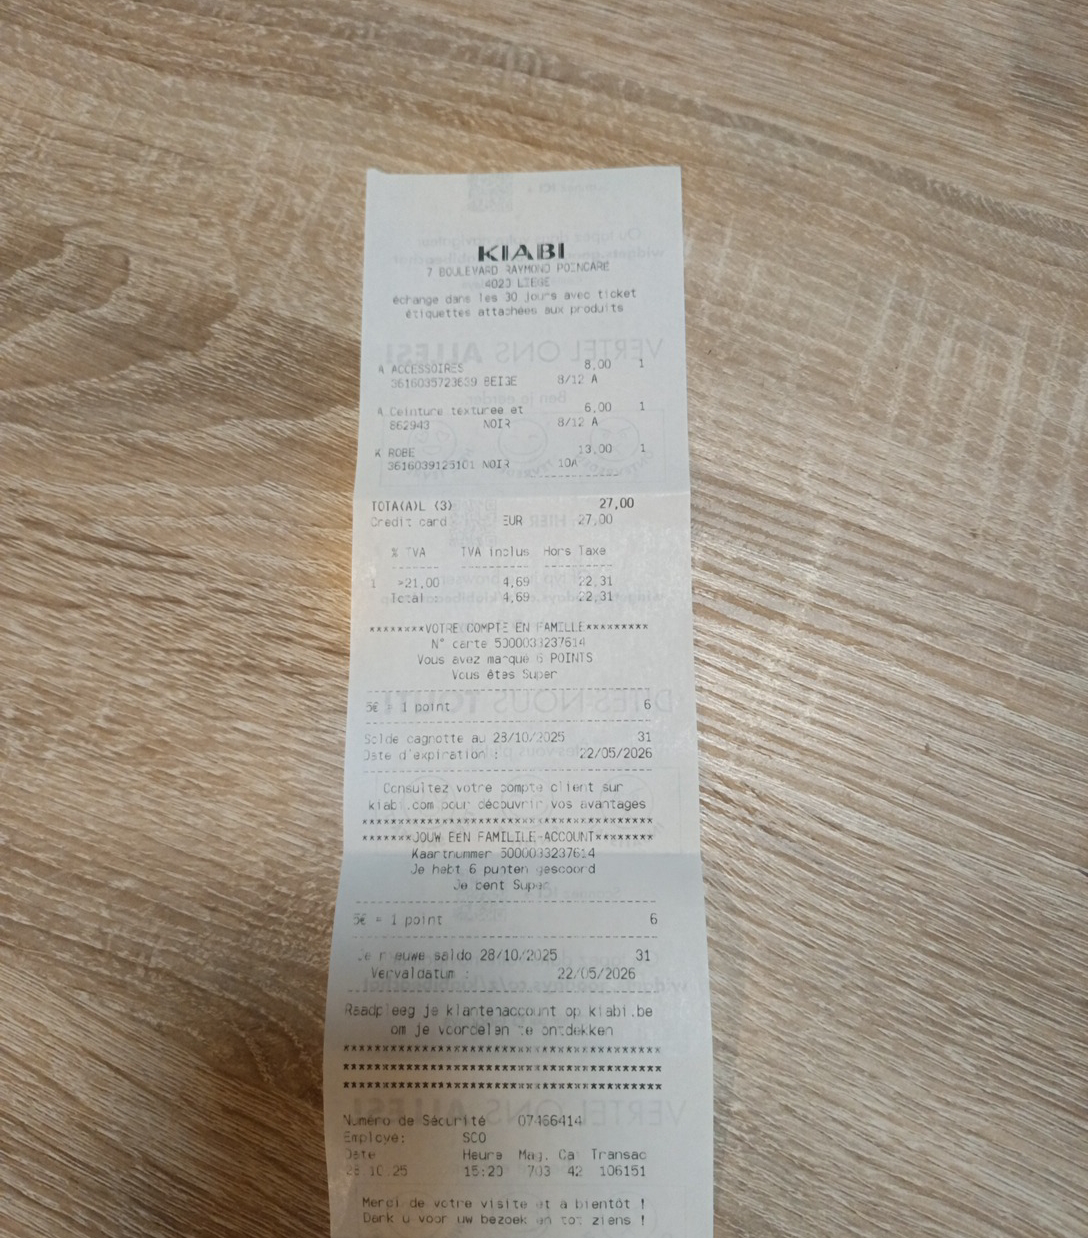 KIABI
7 BOULEVARD RAYMOND POINCARE
4020 LIEGE
échange dans les 30 jours avec ticket
étiquettes attachées aux produits
A ACCESSOIRES 8,00 1
BEIGE 8/12 A
A Ceinture texturee et 6,00 1
862943 NOIR 8/12 A
K ROBE 13,00 1
3616039123101 NOIR 10A
TOTA(A)L (3) 27,00
Credit card EUR 27,00
% TVA TVA inclus Hors Taxe
1 >21,00 4,69 22,31
Total : 4,69 22,31
********VOTRE COMPTE EN FAMILLE********
N° carte 5000033237614
Vous avez marqué 6 POINTS
Vous êtes Super
5€ = 1 point 6
Solde cagnotte au 28/10/2025 31
Date d'expiration : 22/05/2026
Consultez votre compte client sur
kiabi.com pour découvrir vos avantages
***************************************
*******JOUW EEN FAMILILE-ACCOUNT********
Kaartnummer 5000033237614
Je hebt 6 punten gescoord
Je bent Super
5€ = 1 point 6
Je nieuwe saldo 28/10/2025 31
Vervaldatum : 22/05/2026
Raadpleeg je klantenaccount op kiabi.be
om je voordelen te ontdekken
***************************************
***************************************
***************************************
Numéro de Sécurité 07466414
Employe: SCO
Date Heure Mag. Ca Transac
28.10.25 15:20 703 42 106151
Merci de votre visite et à bientôt !
Dank u voor uw bezoek en tot ziens !